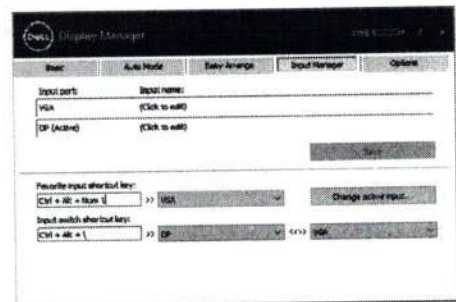 DELL Display Manager
Basic Auto Mode Easy Arrange Input Manager Options
Input port: Input name:
VGA (Click to edit)
DP (Active) (Click to edit)
Save
Favorite input shortcut key:
Ctrl + Alt + Num 1 >> VGA Change active input...
Input switch shortcut key:
Ctrl + Alt + \ >> DP <<>> VGA